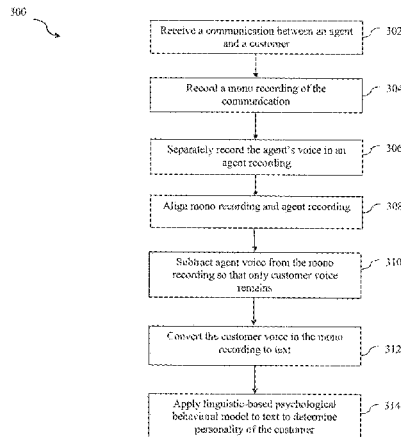 300
Receive a communication between an agent
and a customer
302
Record a mono recording of the
communication
304
Separately record the agent's voice in an
agent recording
306
Align mono recording and agent recording
308
Subtract agent voice from the mono
recording so that only customer voice
remains
310
Convert the customer voice in the mono
recording to text
312
Apply linguistic-based psychological
behavioral model to text to determine
personality of the customer
314